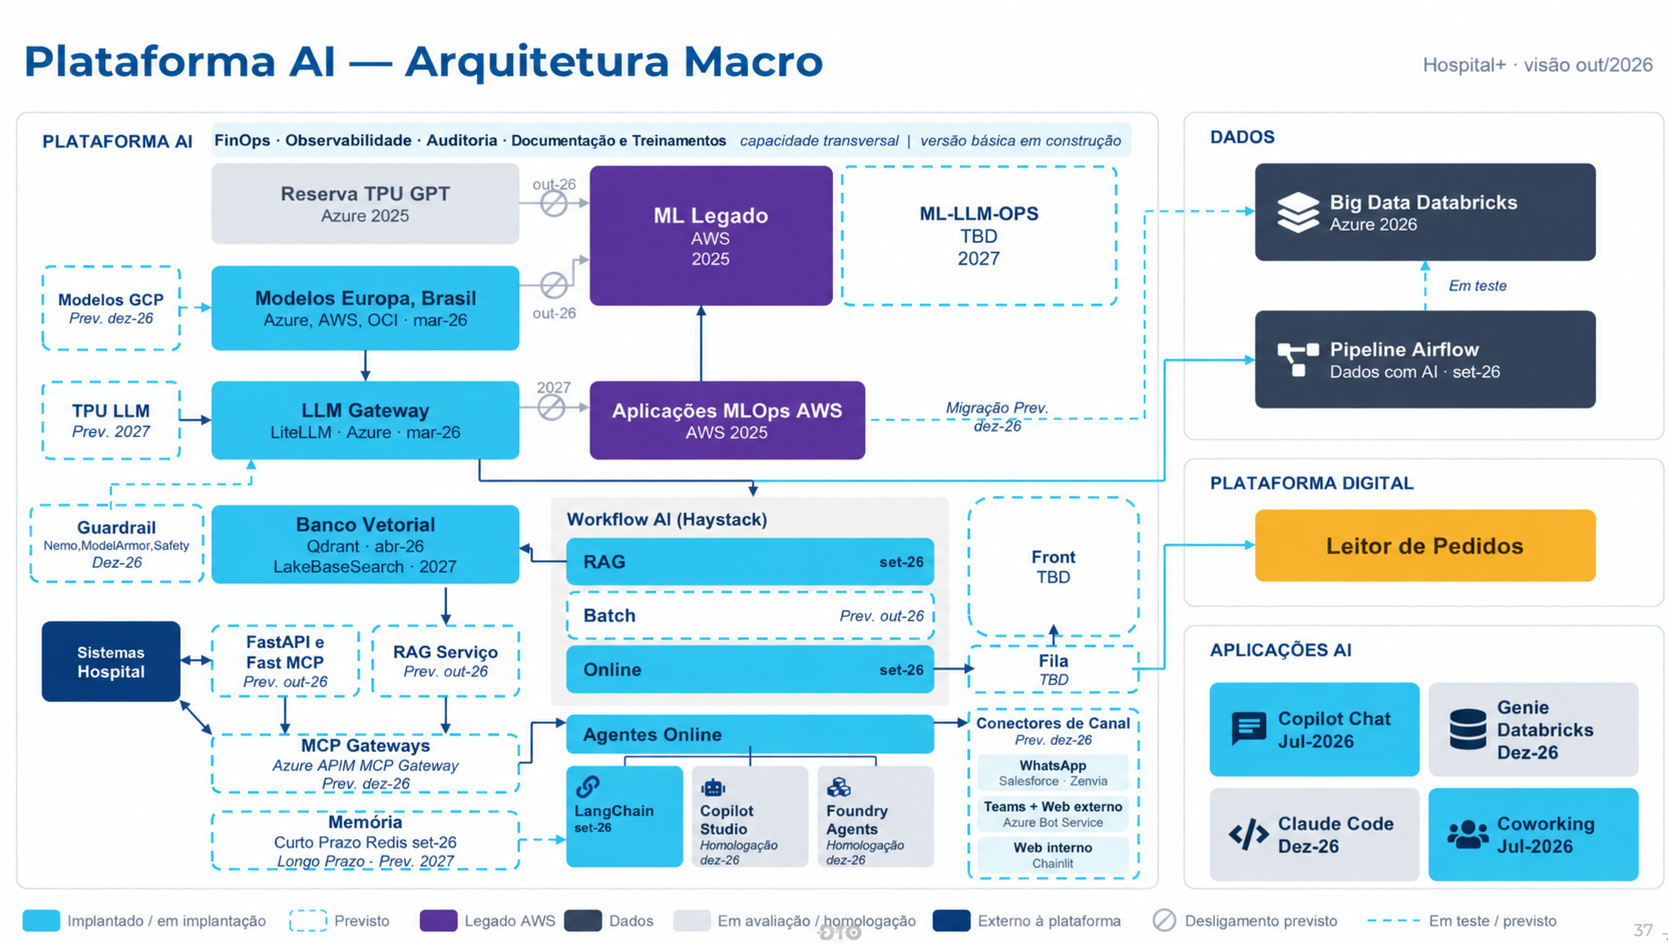 Plataforma AI — Arquitetura Macro
Hospital+ · visão out/2026
PLATAFORMA AI
FinOps · Observabilidade · Auditoria · Documentação e Treinamentos
capacidade transversal | versão básica em construção
Reserva TPU GPT
Azure 2025
out-26
ML Legado
AWS
2025
ML-LLM-OPS
TBD
2027
Modelos GCP
Prev. dez-26
Modelos Europa, Brasil
Azure, AWS, OCI · mar-26
out-26
TPU LLM
Prev. 2027
LLM Gateway
LiteLLM · Azure · mar-26
2027
Aplicações MLOps AWS
AWS 2025
Migração Prev.
dez-26
Guardrail
Nemo,ModelArmor,Safety
Dez-26
Banco Vetorial
Qdrant · abr-26
LakeBaseSearch · 2027
Workflow AI (Haystack)
RAG
set-26
Batch
Prev. out-26
Online
set-26
Front
TBD
Fila
TBD
Sistemas
Hospital
FastAPI e
Fast MCP
Prev. out-26
RAG Serviço
Prev. out-26
MCP Gateways
Azure APIM MCP Gateway
Prev. dez-26
Memória
Curto Prazo Redis set-26
Longo Prazo · Prev. 2027
Agentes Online
LangChain
set-26
Copilot
Studio
Homologação
dez-26
Foundry
Agents
Homologação
dez-26
Conectores de Canal
Prev. dez-26
WhatsApp
Salesforce · Zenvia
Teams + Web externo
Azure Bot Service
Web interno
Chainlit
DADOS
Big Data Databricks
Azure 2026
Em teste
Pipeline Airflow
Dados com AI · set-26
PLATAFORMA DIGITAL
Leitor de Pedidos
APLICAÇÕES AI
Copilot Chat
Jul-2026
Genie
Databricks
Dez-26
Claude Code
Dez-26
Coworking
Jul-2026
Implantado / em implantação
Previsto
Legado AWS
Dados
Em avaliação / homologação
Externo à plataforma
Desligamento previsto
Em teste / previsto
37